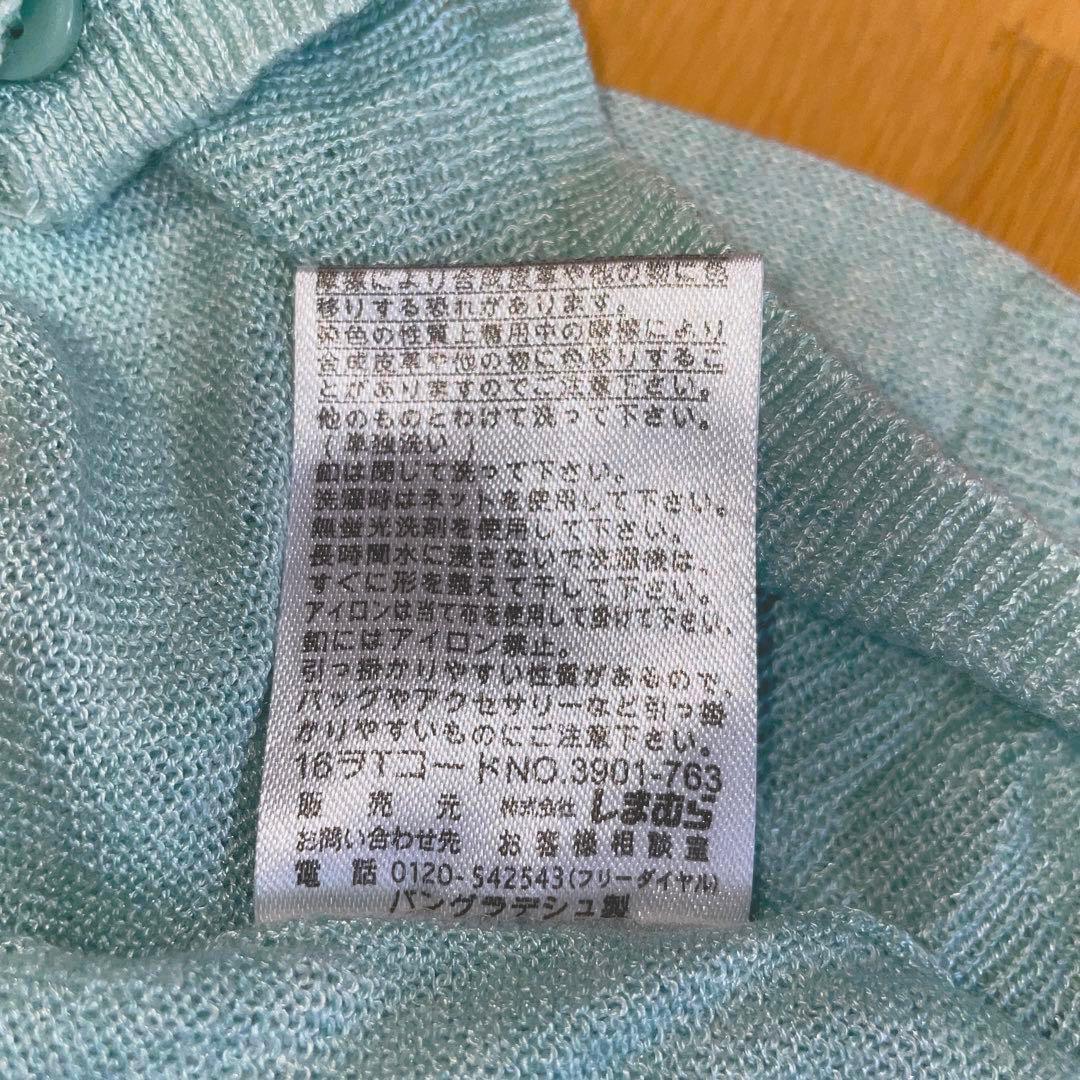 摩擦により合成皮革や他の物に色
移りする恐れがあります。
染色の性質上着用中の摩擦により
合成皮革や他の物に色移りするこ
とがありますのでご注意下さい。
他のものとわけて洗って下さい。
(単独洗い)
釦は閉じて洗って下さい。
洗濯時はネットを使用して下さい。
無蛍光洗剤を使用して下さい。
長時間水に浸さないで洗濯後は、
すぐに形を整えて干して下さい。
アイロンは当て布を使用して掛けて下さい。
釦にはアイロン禁止。
引っ掛かりやすい性質があるので、
バッグやアクセサリーなど引っ掛
かりやすいものにご注意下さい。
16ヲTコードNO.3901-763
販売元 株式会社 しまむら
お問い合わせ先 お客様相談室
電話 0120-542543(フリーダイヤル)
バングラデシュ製